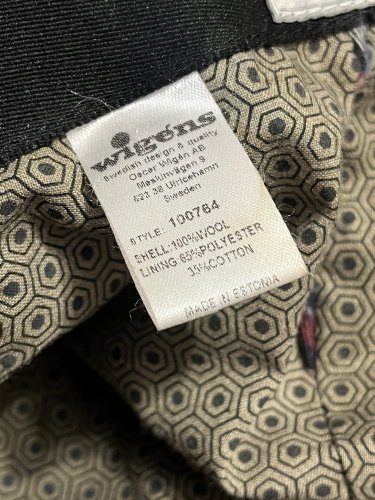 wigéns
Swedish design & quality
Oscar Wigén AB
Meskinvägen 9
523 38 Ulricehamn
Sweden
STYLE: 100764
SHELL:100%WOOL
LINING:65%POLYESTER
35%COTTON
MADE IN ESTONIA